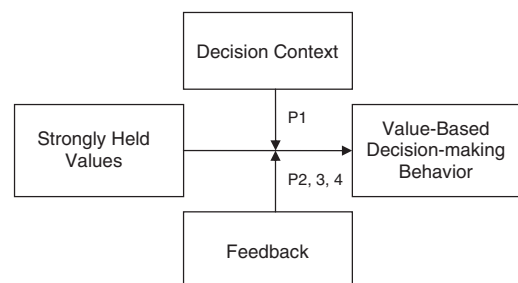 Decision Context
P1
Strongly Held
Values
Value-Based
Decision-making
Behavior
P2, 3, 4
Feedback